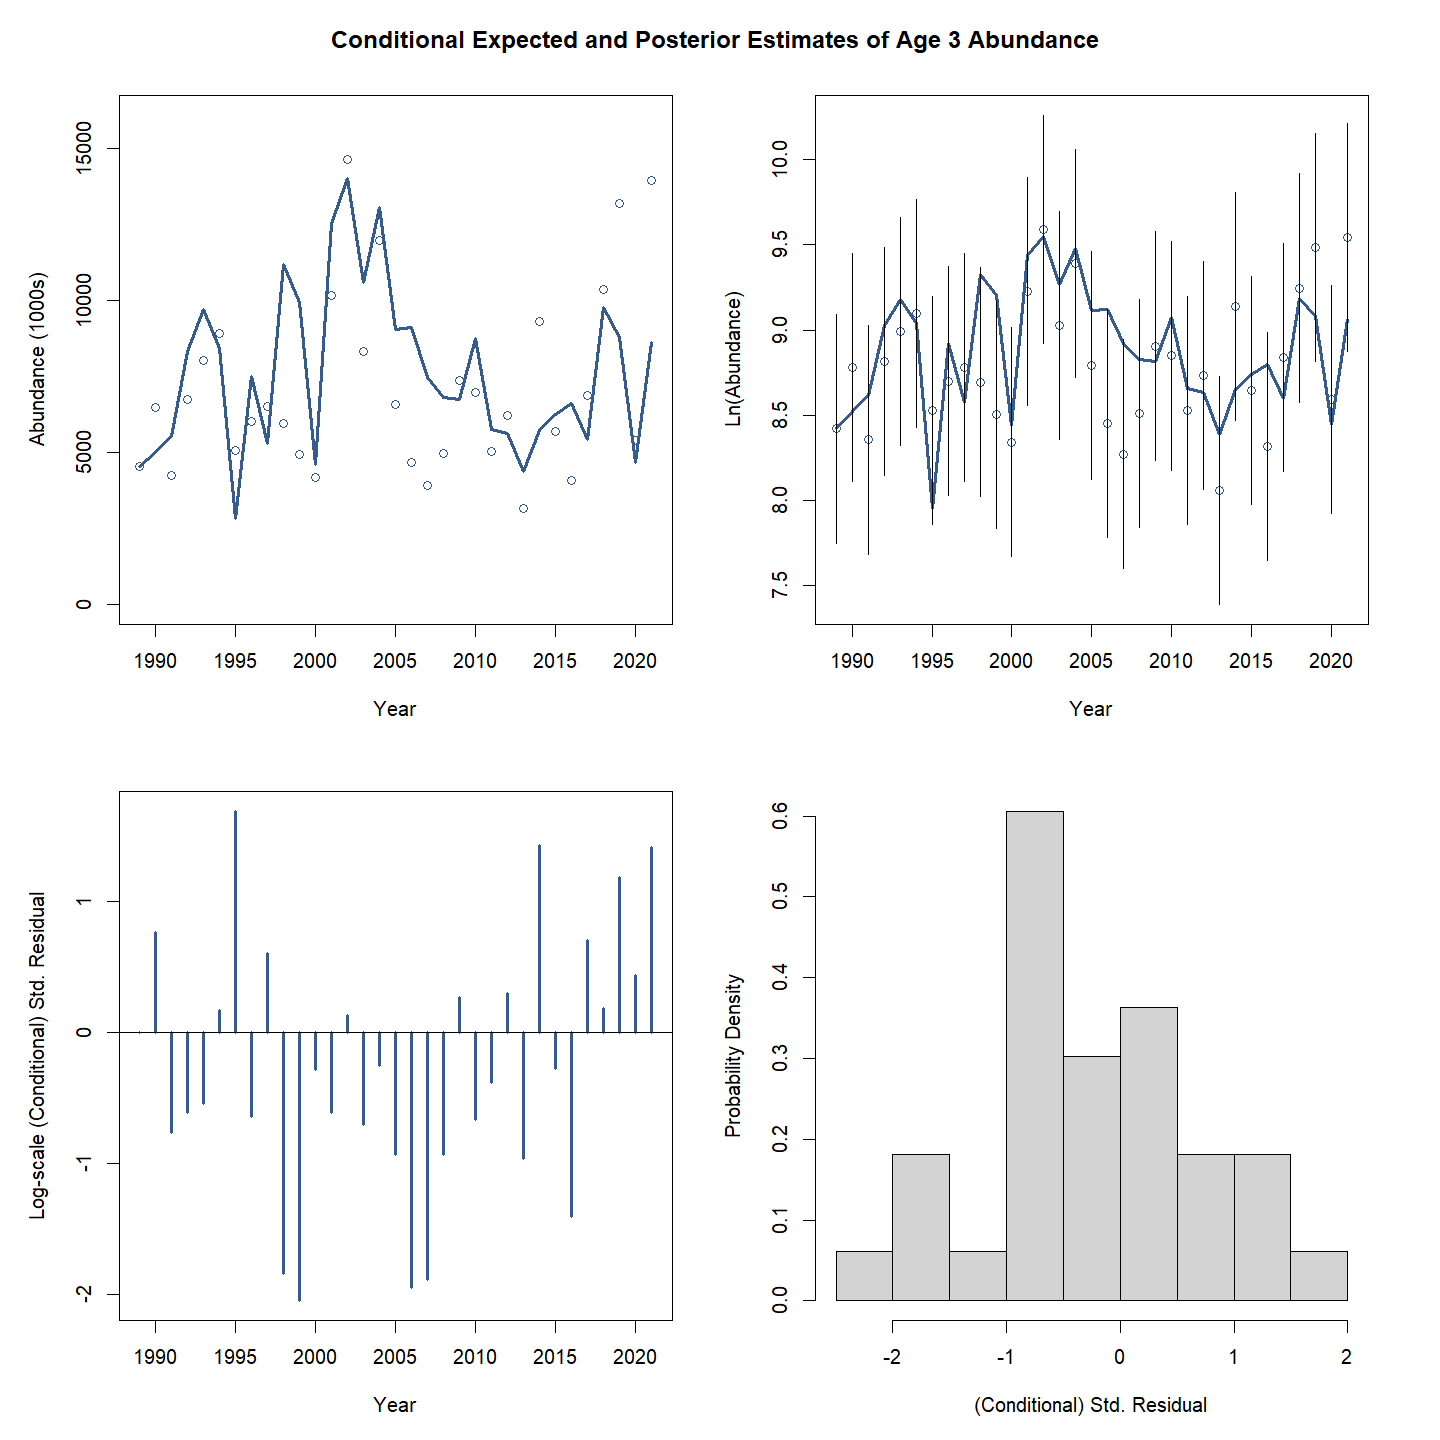 Conditional Expected and Posterior Estimates of Age 3 Abundance
Abundance (1000s)
15000
10000
5000
0
1990 1995 2000 2005 2010 2015 2020
Year
Ln(Abundance)
10.0
9.5
9.0
8.5
8.0
7.5
1990 1995 2000 2005 2010 2015 2020
Year
Log-scale (Conditional) Std. Residual
1
0
-1
-2
1990 1995 2000 2005 2010 2015 2020
Year
Probability Density
0.6
0.5
0.4
0.3
0.2
0.1
0.0
-2 -1 0 1 2
(Conditional) Std. Residual